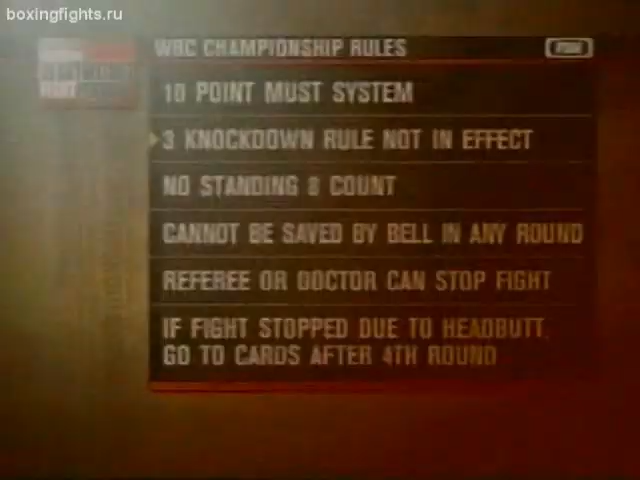 boxingfights.ru
WBC CHAMPIONSHIP RULES
10 POINT MUST SYSTEM
3 KNOCKDOWN RULE NOT IN EFFECT
NO STANDING 8 COUNT
CANNOT BE SAVED BY BELL IN ANY ROUND
REFEREE OR DOCTOR CAN STOP FIGHT
IF FIGHT STOPPED DUE TO HEADBUTT,
GO TO CARDS AFTER 4TH ROUND